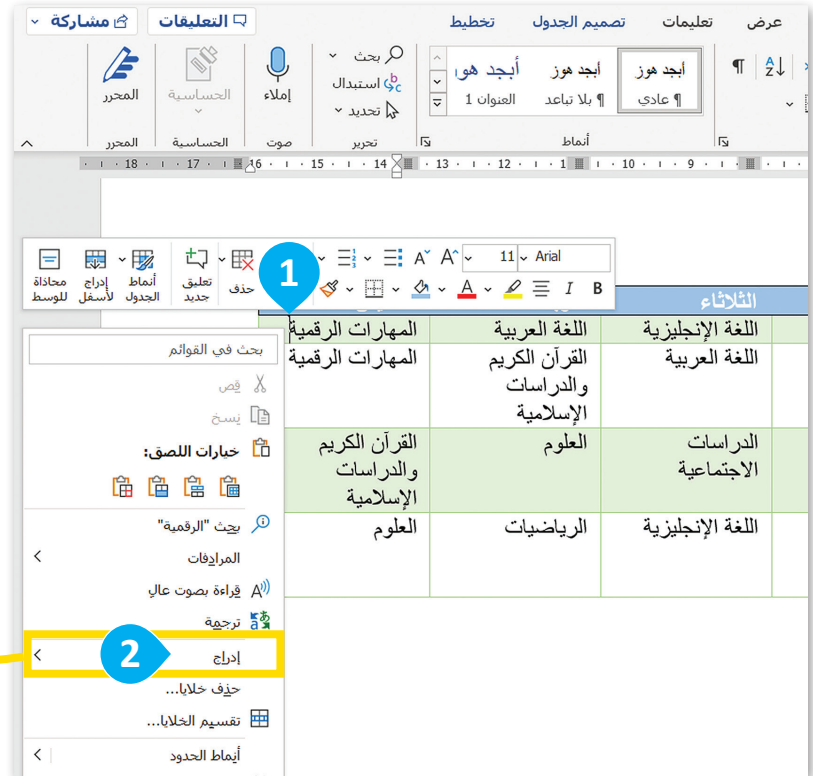 عرض تعليمات تصميم الجدول تخطيط التعليقات مشاركة
أبجد هوز أبجد هوز أبجد هو
¶ عادي ¶ بلا تباعد العنوان 1
أنماط
بحث
استبدال
تحديد
تحرير
إملاء
صوت
الحساسية
الحساسية
المحرر
المحرر
18 17 16 15 14 13 12 1 10 9
Arial 11 A A
B I A
حذف
تعليق جديد
أنماط الجدول
إدراج لأسفل
محاذاة للوسط
1
الثلاثاء
اللغة الإنجليزية اللغة العربية المهارات الرقمية
اللغة العربية القرآن الكريم المهارات الرقمية
والدراسات
الإسلامية
الدراسات العلوم القرآن الكريم
الاجتماعية والدراسات
الإسلامية
اللغة الإنجليزية الرياضيات العلوم
بحث في القوائم
قص
نسخ
خيارات اللصق:
بحث "الرقمية"
المرادفات
قراءة بصوت عالٍ
ترجمة
إدراج
2
حذف خلايا...
تقسيم الخلايا...
أنماط الحدود